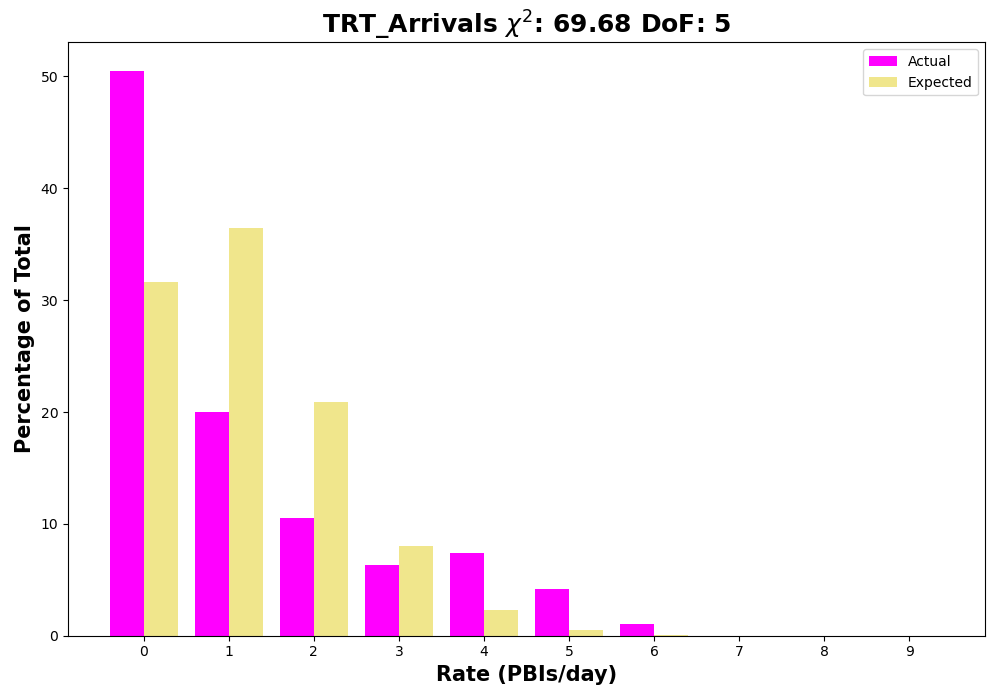 TRT_Arrivals χ²: 69.68 DoF: 5
Actual
Expected
Percentage of Total
50
40
30
20
10
0
0 1 2 3 4 5 6 7 8 9
Rate (PBIs/day)